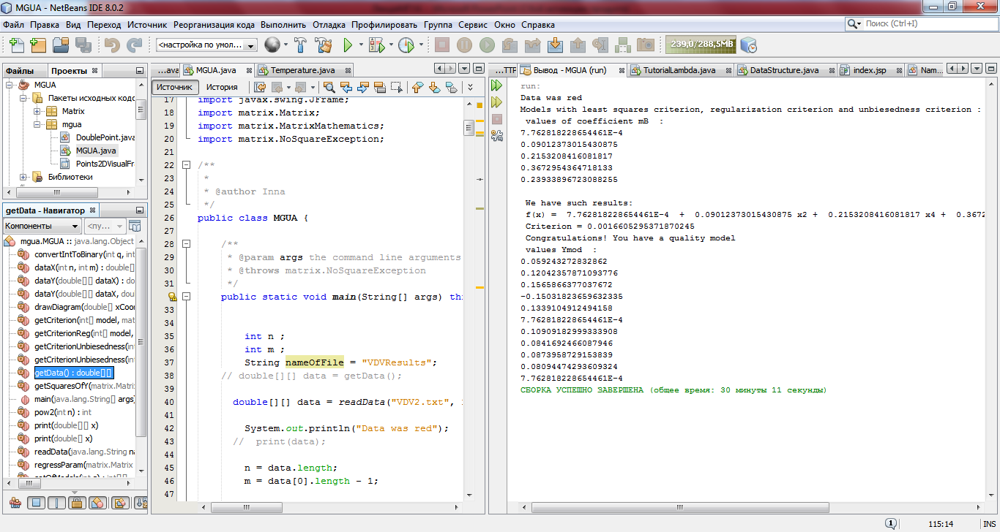 MGUA - NetBeans IDE 8.0.2
Файл Правка Вид Переход Источник Реорганизация кода Выполнить Отладка Профилировать Группа Сервис Окно Справка
Поиск (Ctrl+I)
<настройка по умол...
239,0/288,5MB
Файлы Проекты
MGUA
Пакеты исходных кодо
Matrix
mgua
DoublePoint.java
MGUA.java
Points2DVisualFr
Библиотеки
getData - Навигатор
Компоненты <пу...
mgua.MGUA :: java.lang.Object
convertIntToBinary(int q, int
dataX(int n, int m) : double[]
dataY(double[][] dataX) : do
dataY(double[][] dataX, doub
drawDiagram(double[] xCoor
getCriterion(int[] model, mat
getCriterionReg(int[] model,
getCriterionUnbiesedness(int
getCriterionUnbiesedness(int
getData() : double[][]
getSquaresOfY(matrix.Matri
main(java.lang.String[] args)
pow2(int n) : int
print(double[][] x)
print(double[] x)
readData(java.lang.String na
regressParam(matrix.Matrix
...ava MGUA.java Temperature.java
Источник История
17 import javax.swing.JFrame;
18 import matrix.Matrix;
19 import matrix.MatrixMathematics;
20 import matrix.NoSquareException;
21
22 /**
23 *
24 * @author Inna
25 */
26 public class MGUA {
27
28 /**
29 * @param args the command line arguments
30 * @throws matrix.NoSquareException
31 */
public static void main(String[] args) thi
33
34
35 int n ;
36 int m ;
37 String nameOfFile = "VDVResults";
38 // double[][] data = getData();
39
40 double[][] data = readData("VDV2.txt",
41
42 System.out.println("Data was red");
43 // print(data);
44
45 n = data.length;
46 m = data[0].length - 1;
47
...TTF Вывод - MGUA (run) TutorialLambda.java DataStructure.java index.jsp Nam...
run:
Data was red
Models with least squares criterion, regularization criterion and unbiesedness criterion :
values of coefficient mB :
7.762818228654461E-4
0.09012373015430875
0.2153208416081817
0.3672954364718133
0.23933896723088255
We have such results:
f(x) = 7.762818228654461E-4 + 0.09012373015430875 x2 + 0.2153208416081817 x4 + 0.3672
Criterion = 0.0016605295371870245
Congratulations! You have a quality model
values Ymod :
0.059243272832862
0.12042357871093776
0.1565866377037672
-0.15031823659632335
0.1339104912494158
7.762818228654461E-4
0.10909182999333908
0.0841692466087946
0.0873958729153839
0.08094474293609324
7.762818228654461E-4
СБОРКА УСПЕШНО ЗАВЕРШЕНА (общее время: 30 минуты 11 секунды)
1 115:14 INS